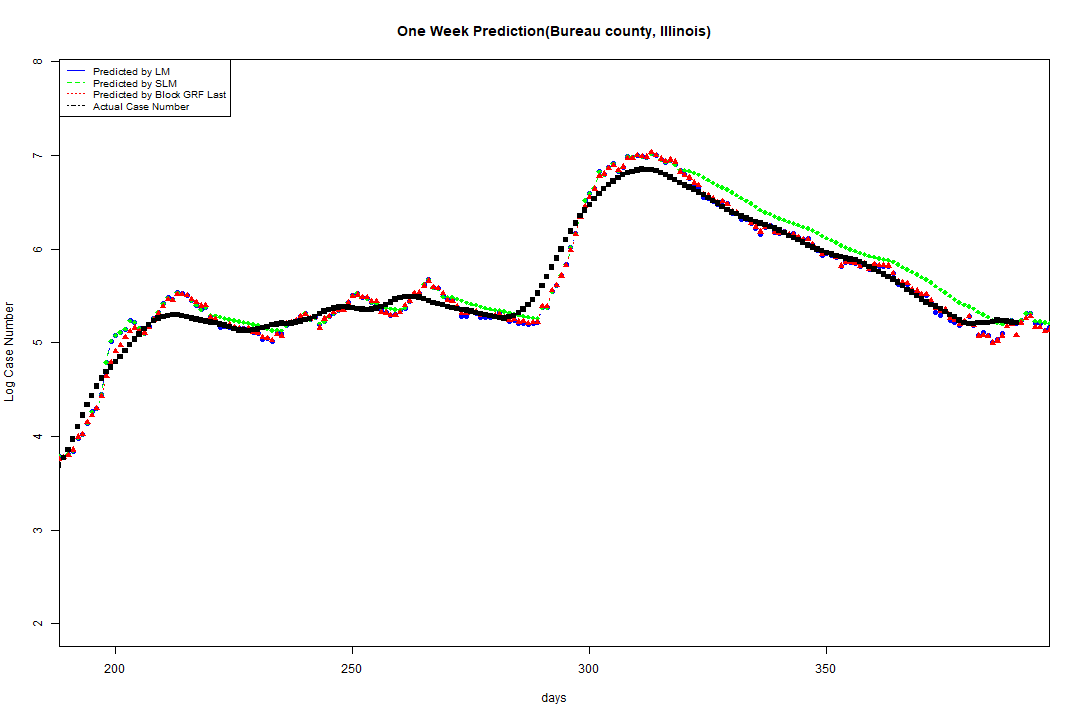 One Week Prediction(Bureau county, Illinois)
Predicted by LM
Predicted by SLM
Predicted by Block GRF Last
Actual Case Number
8
7
6
5
4
3
2
Log Case Number
200
250
300
350
days